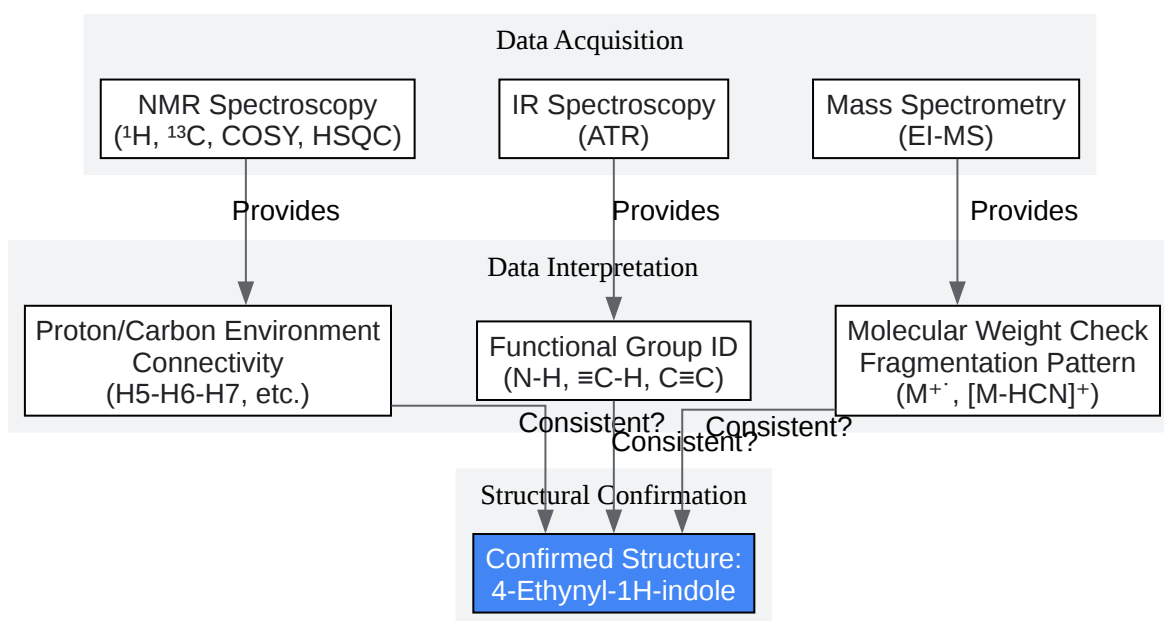 Data Acquisition
NMR Spectroscopy
(¹H, ¹³C, COSY, HSQC)
IR Spectroscopy
(ATR)
Mass Spectrometry
(EI-MS)
Provides
Provides
Provides
Data Interpretation
Proton/Carbon Environment
Connectivity
(H5-H6-H7, etc.)
Functional Group ID
(N-H, ≡C-H, C≡C)
Molecular Weight Check
Fragmentation Pattern
(M⁺˙, [M-HCN]⁺)
Consistent?
Consistent?
Consistent?
Structural Confirmation
Confirmed Structure:
4-Ethynyl-1H-indole